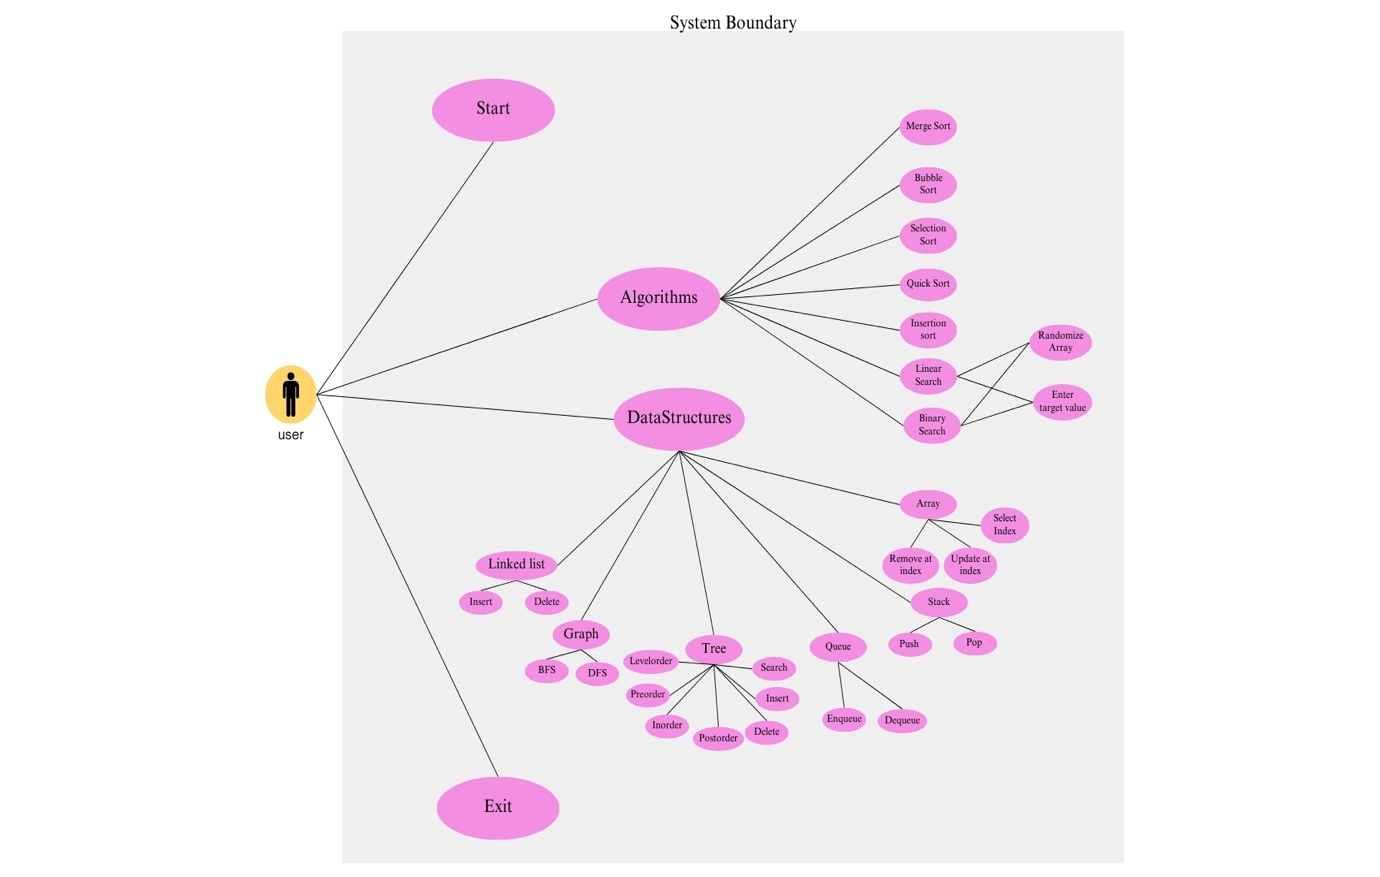 System Boundary
Start
Merge Sort
Bubble
Sort
Selection
Sort
Algorithms
Quick Sort
Insertion
sort
Randomize
Array
Linear
Search
Enter
target value
Binary
Search
user
DataStructures
Array
Select
Index
Remove at
index
Update at
index
Linked list
Insert
Delete
Stack
Push
Pop
Graph
BFS
DFS
Tree
Levelorder
Search
Preorder
Insert
Inorder
Postorder
Delete
Queue
Enqueue
Dequeue
Exit